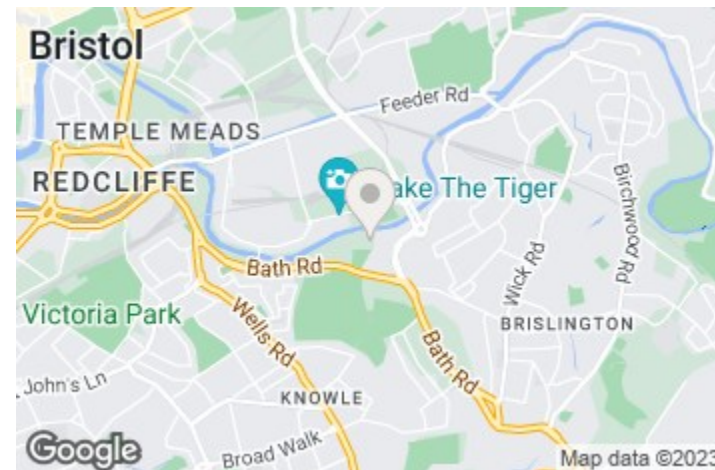 Bristol
Feeder Rd
TEMPLE MEADS
REDCLIFFE
ake The Tiger
Birchwood Rd
Bath Rd
Wick Rd
Victoria Park
Wells Rd
BRISLINGTON
Bath Rd
John's Ln
KNOWLE
Broad Walk
Google
Map data ©2023